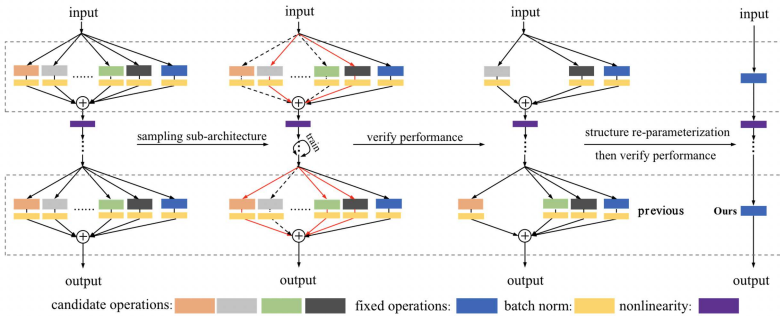 input input input input
sampling sub-architecture train verify performance structure re-parameterization
then verify performance
previous Ours
output output output output
candidate operations: fixed operations: batch norm: nonlinearity: